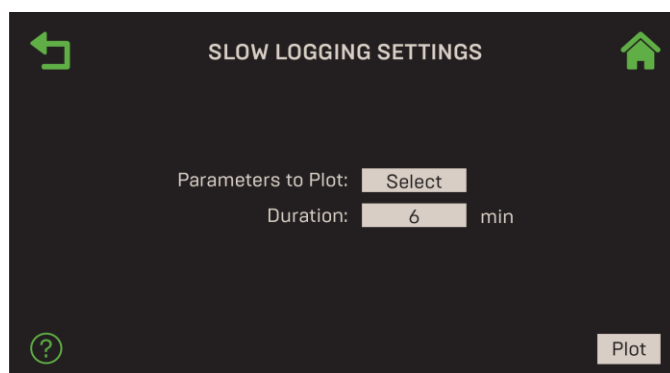 SLOW LOGGING SETTINGS
Parameters to Plot: Select
Duration: 6 min
?
Plot